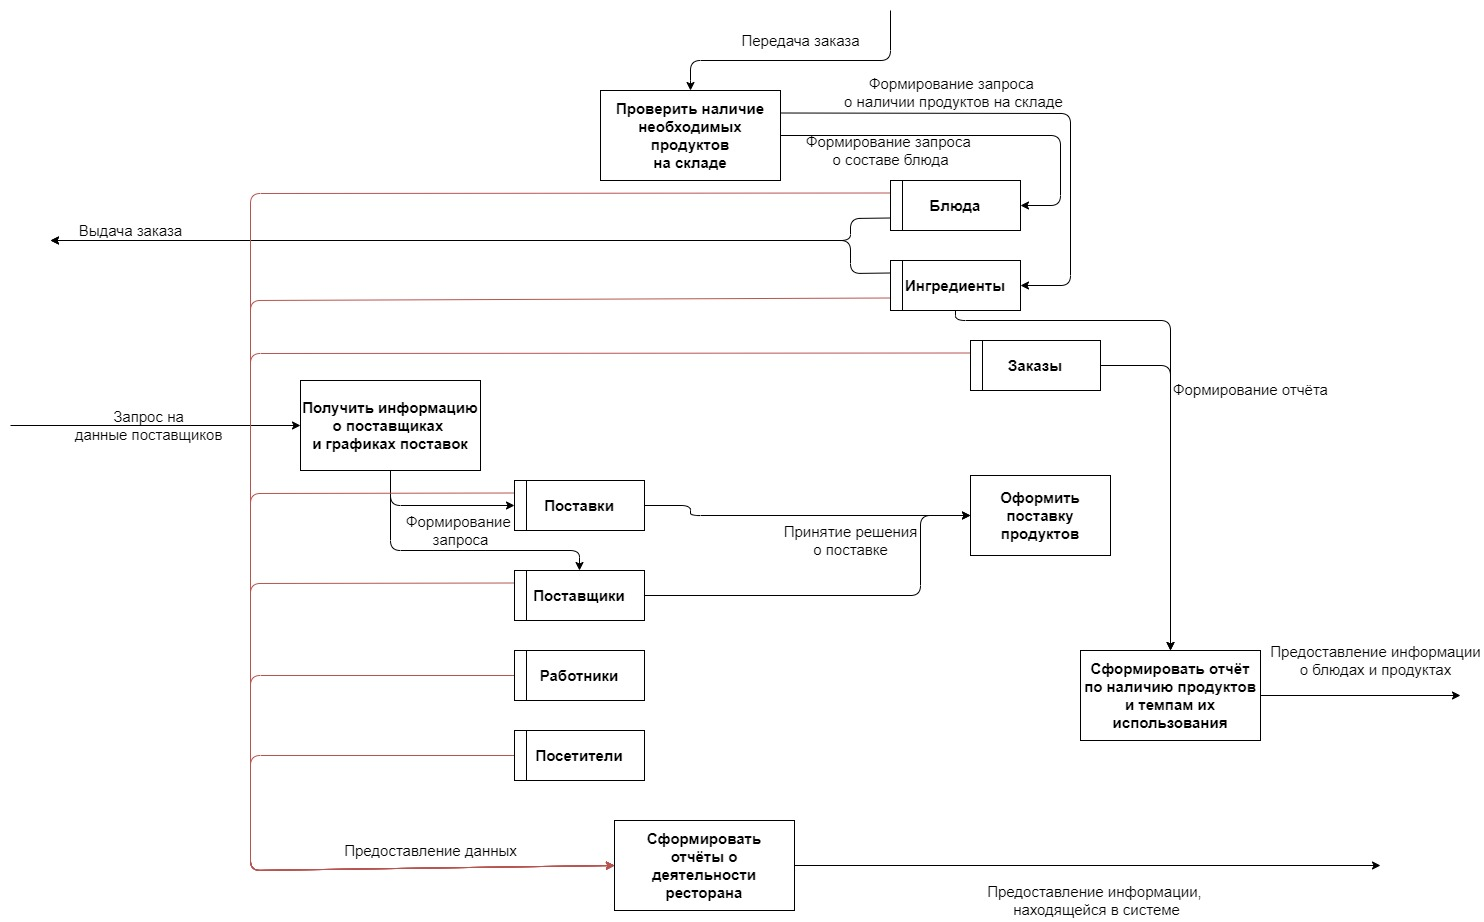 Передача заказа
Формирование запроса
о наличии продуктов на складе
Проверить наличие
необходимых
продуктов
на складе
Формирование запроса
о составе блюда
Блюда
Выдача заказа
Ингредиенты
Заказы
Формирование отчёта
Получить информацию
о поставщиках
и графиках поставок
Запрос на
данные поставщиков
Поставки
Формирование
запроса
Принятие решения
о поставке
Оформить
поставку
продуктов
Поставщики
Работники
Сформировать отчёт
по наличию продуктов
и темпам их
использования
Предоставление информации
о блюдах и продуктах
Посетители
Предоставление данных
Сформировать
отчёты о
деятельности
ресторана
Предоставление информации,
находящейся в системе